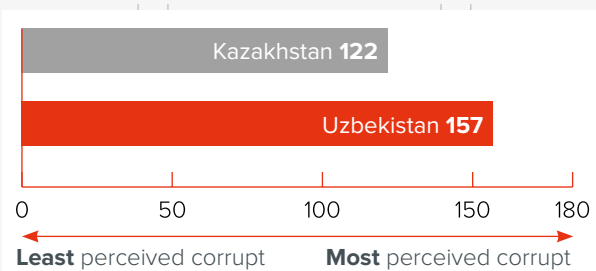 Kazakhstan 122
Uzbekistan 157
0 50 100 150 180
Least perceived corrupt Most perceived corrupt